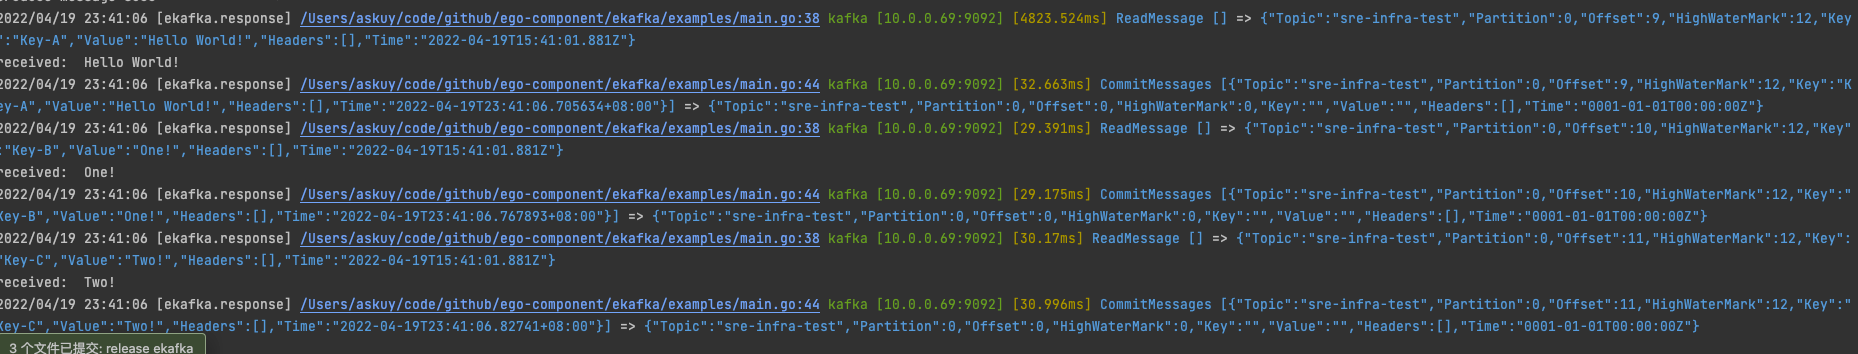 2022/04/19 23:41:06 [ekafka.response] /Users/askuy/code/github/ego-component/ekafka/examples/main.go:38 kafka [10.0.0.69:9092] [4823.524ms] ReadMessage [] => {"Topic":"sre-infra-test","Partition":0,"Offset":9,"HighWaterMark":12,"Key
":"Key-A","Value":"Hello World!","Headers":[],"Time":"2022-04-19T15:41:01.881Z"}
received:  Hello World!
2022/04/19 23:41:06 [ekafka.response] /Users/askuy/code/github/ego-component/ekafka/examples/main.go:44 kafka [10.0.0.69:9092] [32.663ms] CommitMessages [{"Topic":"sre-infra-test","Partition":0,"Offset":9,"HighWaterMark":12,"Key":"K
ey-A","Value":"Hello World!","Headers":[],"Time":"2022-04-19T23:41:06.705634+08:00"}] => {"Topic":"sre-infra-test","Partition":0,"Offset":0,"HighWaterMark":0,"Key":"","Value":"","Headers":[],"Time":"0001-01-01T00:00:00Z"}
2022/04/19 23:41:06 [ekafka.response] /Users/askuy/code/github/ego-component/ekafka/examples/main.go:38 kafka [10.0.0.69:9092] [29.391ms] ReadMessage [] => {"Topic":"sre-infra-test","Partition":0,"Offset":10,"HighWaterMark":12,"Key"
:"Key-B","Value":"One!","Headers":[],"Time":"2022-04-19T15:41:01.881Z"}
received:  One!
2022/04/19 23:41:06 [ekafka.response] /Users/askuy/code/github/ego-component/ekafka/examples/main.go:44 kafka [10.0.0.69:9092] [29.175ms] CommitMessages [{"Topic":"sre-infra-test","Partition":0,"Offset":10,"HighWaterMark":12,"Key":"
Key-B","Value":"One!","Headers":[],"Time":"2022-04-19T23:41:06.767893+08:00"}] => {"Topic":"sre-infra-test","Partition":0,"Offset":0,"HighWaterMark":0,"Key":"","Value":"","Headers":[],"Time":"0001-01-01T00:00:00Z"}
2022/04/19 23:41:06 [ekafka.response] /Users/askuy/code/github/ego-component/ekafka/examples/main.go:38 kafka [10.0.0.69:9092] [30.17ms] ReadMessage [] => {"Topic":"sre-infra-test","Partition":0,"Offset":11,"HighWaterMark":12,"Key":
"Key-C","Value":"Two!","Headers":[],"Time":"2022-04-19T15:41:01.881Z"}
received:  Two!
2022/04/19 23:41:06 [ekafka.response] /Users/askuy/code/github/ego-component/ekafka/examples/main.go:44 kafka [10.0.0.69:9092] [30.996ms] CommitMessages [{"Topic":"sre-infra-test","Partition":0,"Offset":11,"HighWaterMark":12,"Key":"
Key-C","Value":"Two!","Headers":[],"Time":"2022-04-19T23:41:06.82741+08:00"}] => {"Topic":"sre-infra-test","Partition":0,"Offset":0,"HighWaterMark":0,"Key":"","Value":"","Headers":[],"Time":"0001-01-01T00:00:00Z"}
3 个文件已提交: release ekafka